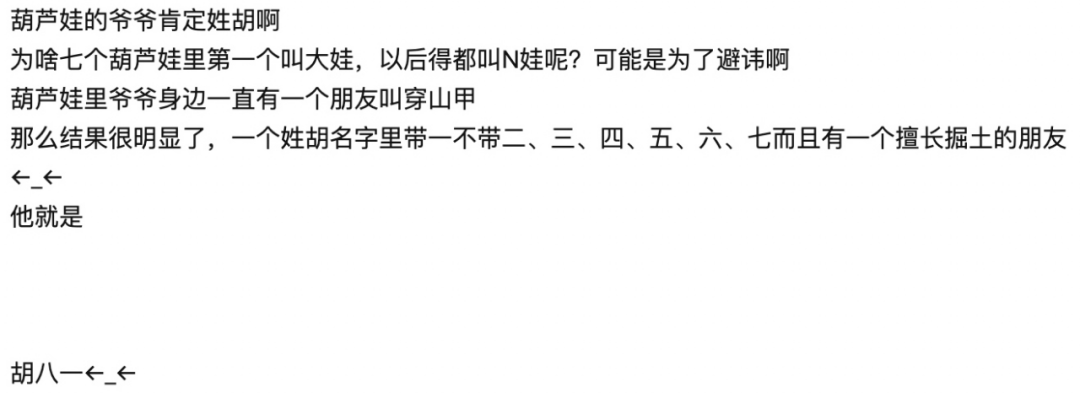 葫芦娃的爷爷肯定姓胡啊
为啥七个葫芦娃里第一个叫大娃，以后得都叫N娃呢？可能是为了避讳啊
葫芦娃里爷爷身边一直有一个朋友叫穿山甲
那么结果很明显了，一个姓胡名字里带一不带二、三、四、五、六、七而且有一个擅长掘土的朋友
←_←
他就是
胡八一←_←